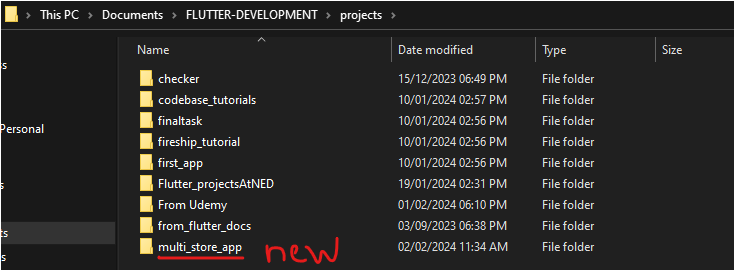 This PC > Documents > FLUTTER-DEVELOPMENT > projects >
Name Date modified Type Size
checker 15/12/2023 06:49 PM File folder
codebase_tutorials 10/01/2024 02:57 PM File folder
finaltask 10/01/2024 02:56 PM File folder
fireship_tutorial 10/01/2024 02:56 PM File folder
first_app 10/01/2024 02:56 PM File folder
Flutter_projectsAtNED 19/01/2024 02:31 PM File folder
From Udemy 01/02/2024 06:10 PM File folder
from_flutter_docs 03/09/2023 06:38 PM File folder
multi_store_app new 02/02/2024 11:34 AM File folder
Personal